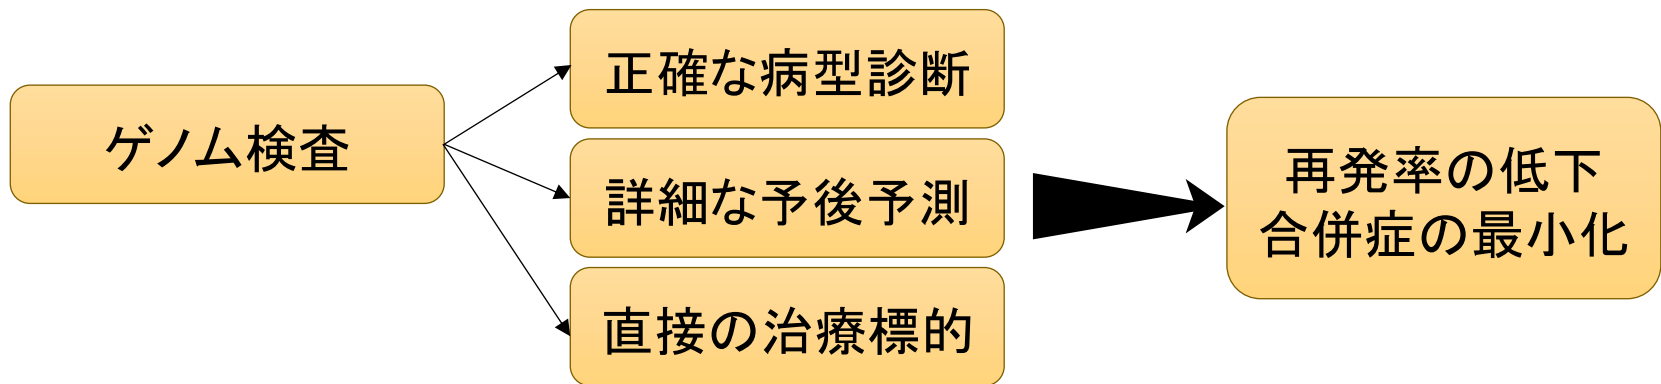 ゲノム検査
正確な病型診断
詳細な予後予測
直接の治療標的
再発率の低下
合併症の最小化